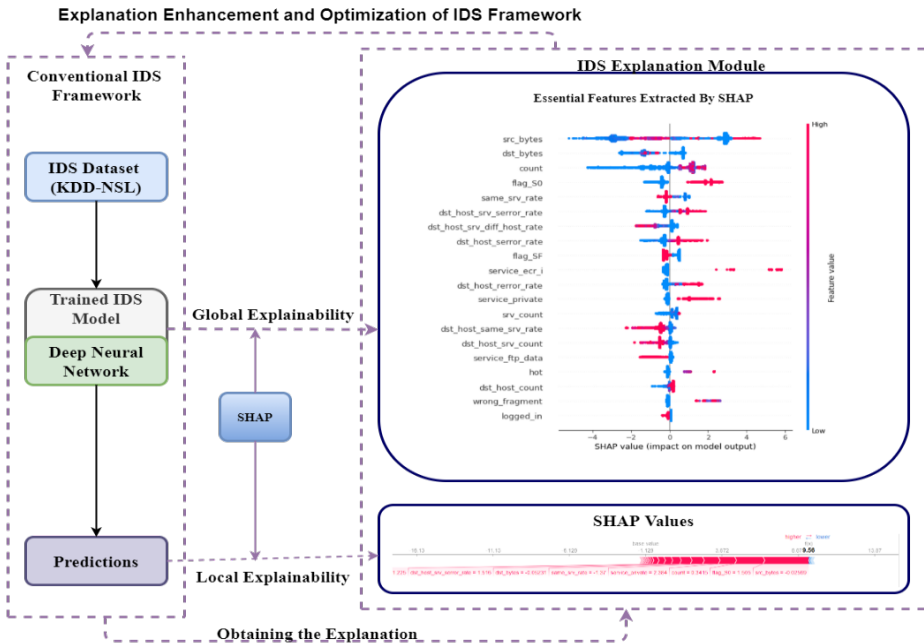 Explanation Enhancement and Optimization of IDS Framework
Conventional IDS
Framework
IDS Dataset
(KDD-NSL)
Trained IDS
Model
Deep Neural
Network
Predictions
Global Explainability
SHAP
Local Explainability
Obtaining the Explanation
IDS Explanation Module
Essential Features Extracted By SHAP
src_bytes
dst_bytes
count
flag_S0
same_srv_rate
dst_host_srv_serror_rate
dst_host_srv_diff_host_rate
dst_host_serror_rate
flag_SF
service_ecr_i
dst_host_rerror_rate
service_private
srv_count
dst_host_same_srv_rate
dst_host_srv_count
service_ftp_data
hot
dst_host_count
wrong_fragment
logged_in
−4 −2 0 2 4 6
SHAP value (impact on model output)
High
Feature value
Low
SHAP Values
higher lower
base value
9.56